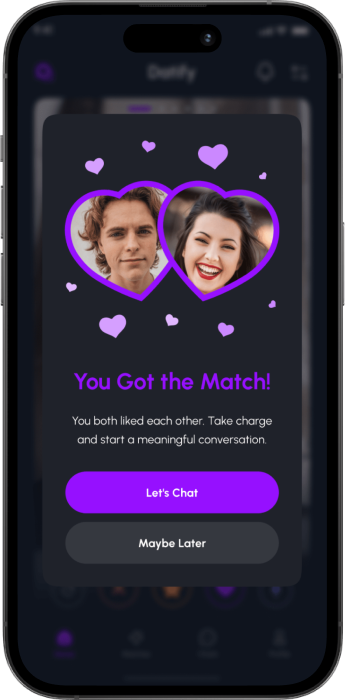 Datify
You Got the Match!
You both liked each other. Take charge
and start a meaningful conversation.
Let's Chat
Maybe Later